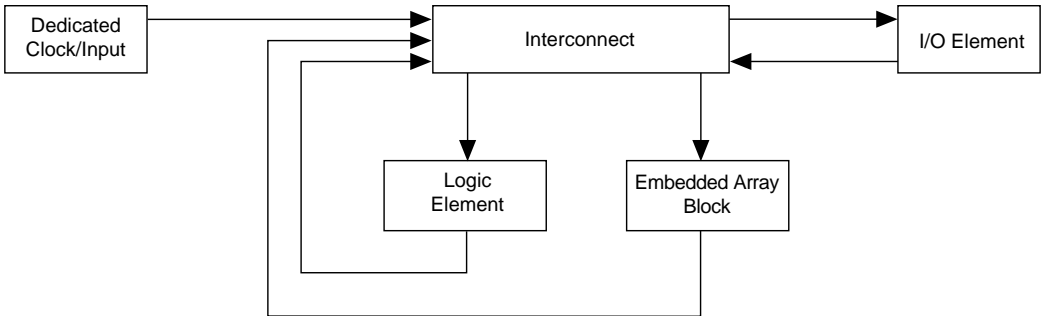 Dedicated
Clock/Input
Interconnect
I/O Element
Logic
Element
Embedded Array
Block